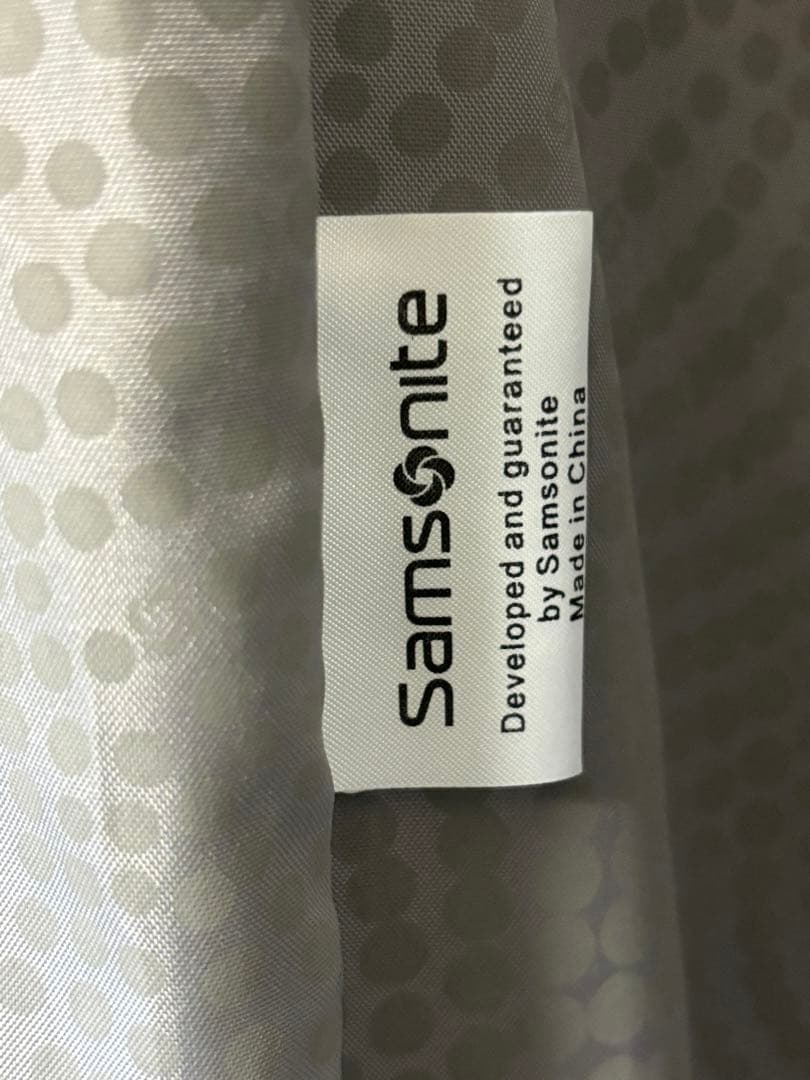 Samsonite
Developed and guaranteed
by Samsonite
Made in China